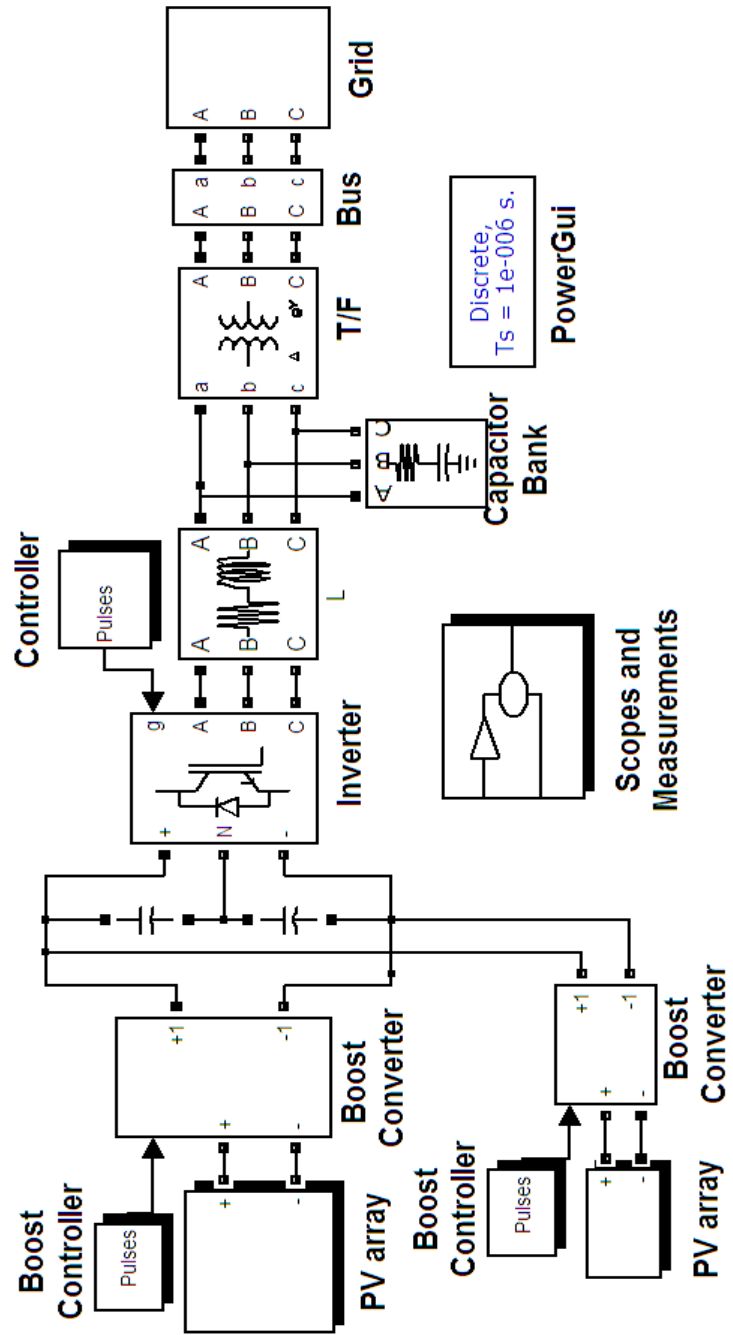 Boost
Controller
Pulses
+
-
PV array
+1
-1
+
-
Boost
Converter
Boost
Controller
Pulses
+
-
PV array
+1
-1
+
-
Boost
Converter
+
N
-
g
A
B
C
Inverter
Controller
Pulses
A
B
C
A
B
C
L
Scopes and
Measurements
A
B
C
Capacitor
Bank
a
b
c
A
B
C
Δ
T/F
A
B
C
a
b
c
Bus
A
B
C
Grid
Discrete,
Ts = 1e-006 s.
PowerGui